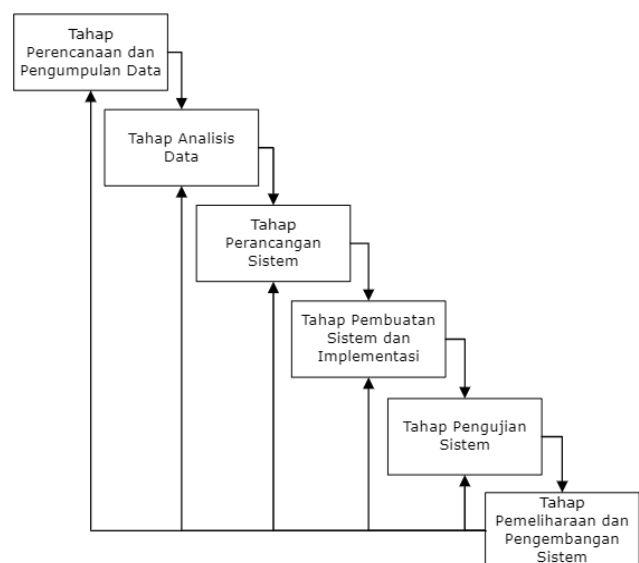 Tahap
Perencanaan dan
Pengumpulan Data
Tahap Analisis
Data
Tahap
Perancangan
Sistem
Tahap Pembuatan
Sistem dan
Implementasi
Tahap Pengujian
Sistem
Tahap
Pemeliharaan dan
Pengembangan
Sistem